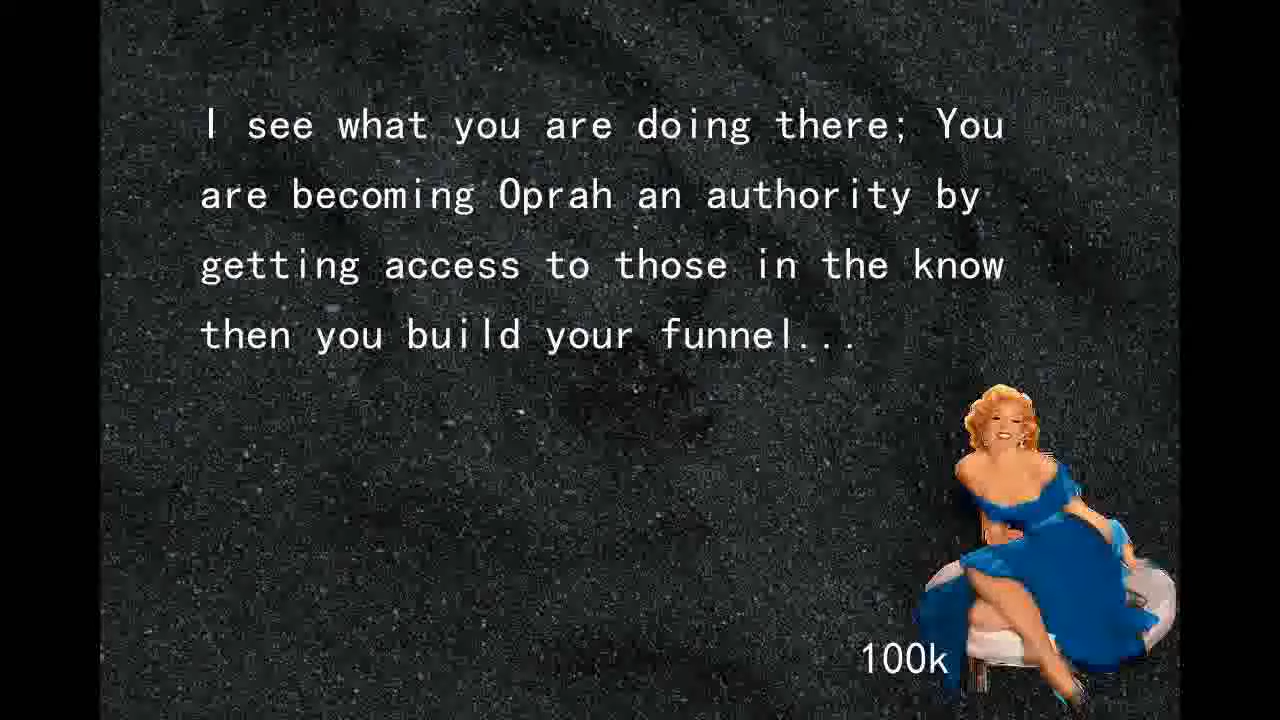 I see what you are doing there; You
are becoming Oprah an authority by
getting access to those in the know
then you build your funnel...
100k